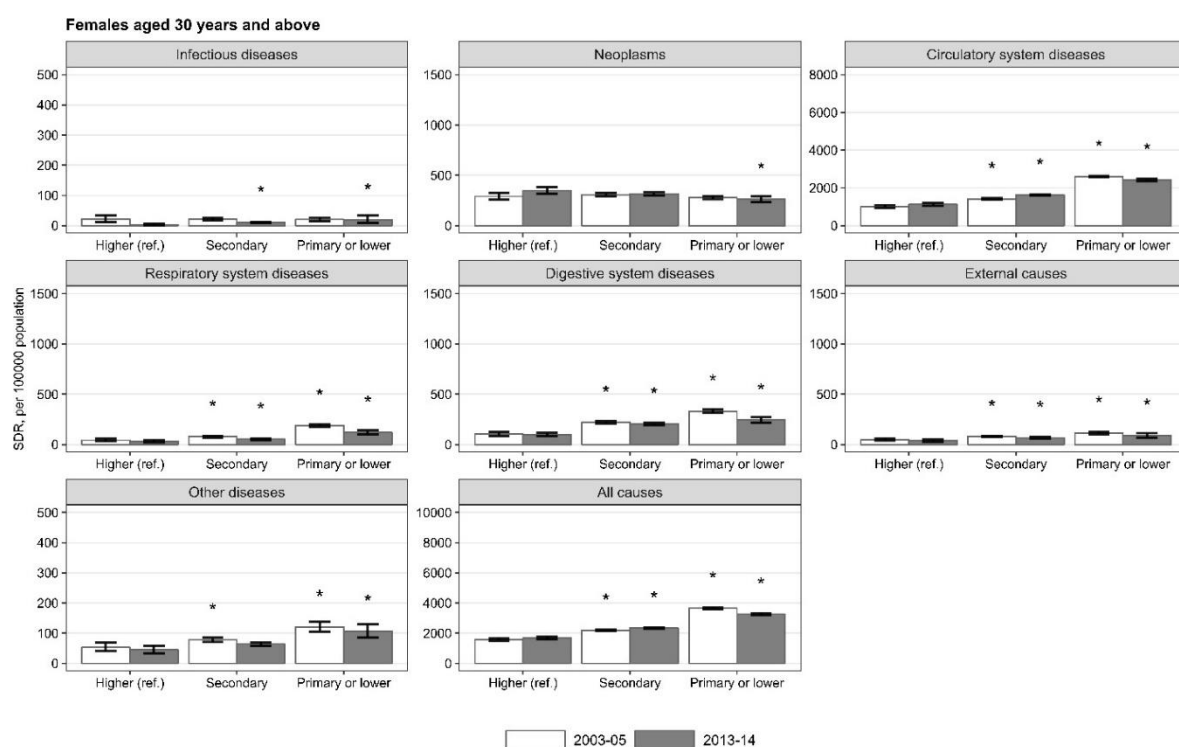 Females aged 30 years and above
Infectious diseases
500
400
300
200
100
0
* *
Higher (ref.) Secondary Primary or lower
Neoplasms
1500
1000
500
0
*
Higher (ref.) Secondary Primary or lower
Circulatory system diseases
8000
6000
4000
2000
0
* * * *
Higher (ref.) Secondary Primary or lower
SDR, per 100000 population
Respiratory system diseases
1500
1000
500
0
* * * *
Higher (ref.) Secondary Primary or lower
Digestive system diseases
1500
1000
500
0
* * * *
Higher (ref.) Secondary Primary or lower
External causes
1500
1000
500
0
* * * *
Higher (ref.) Secondary Primary or lower
Other diseases
500
400
300
200
100
0
* * *
Higher (ref.) Secondary Primary or lower
All causes
10000
8000
6000
4000
2000
0
* * * *
Higher (ref.) Secondary Primary or lower
2003-05 2013-14